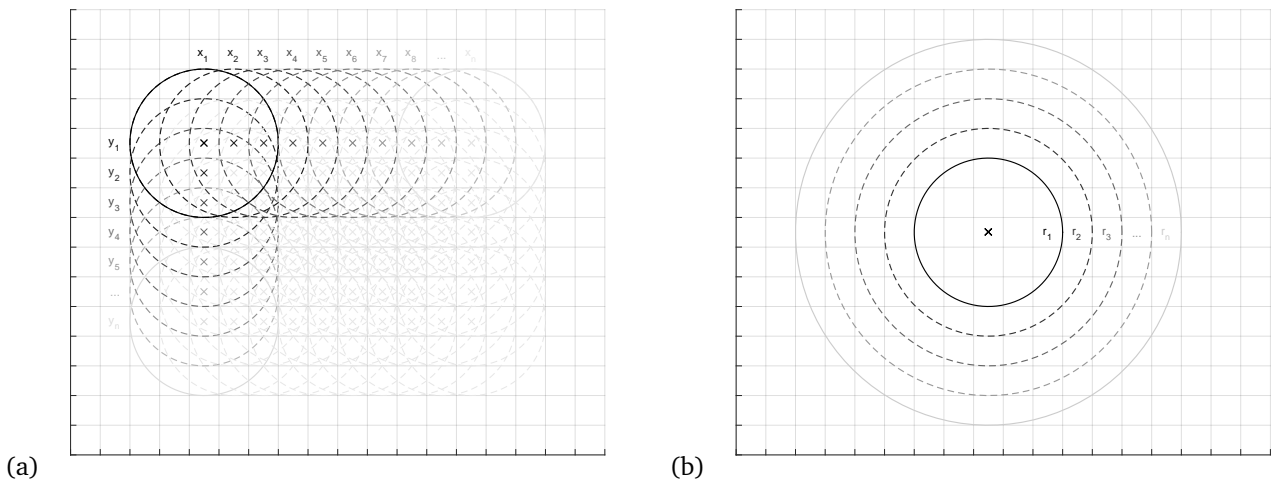 x1 x2 x3 x4 x5 x6 x7 x8 ... xn
y1
y2
y3
y4
y5
...
yn
r1 r2 r3 ... rn
(a)
(b)